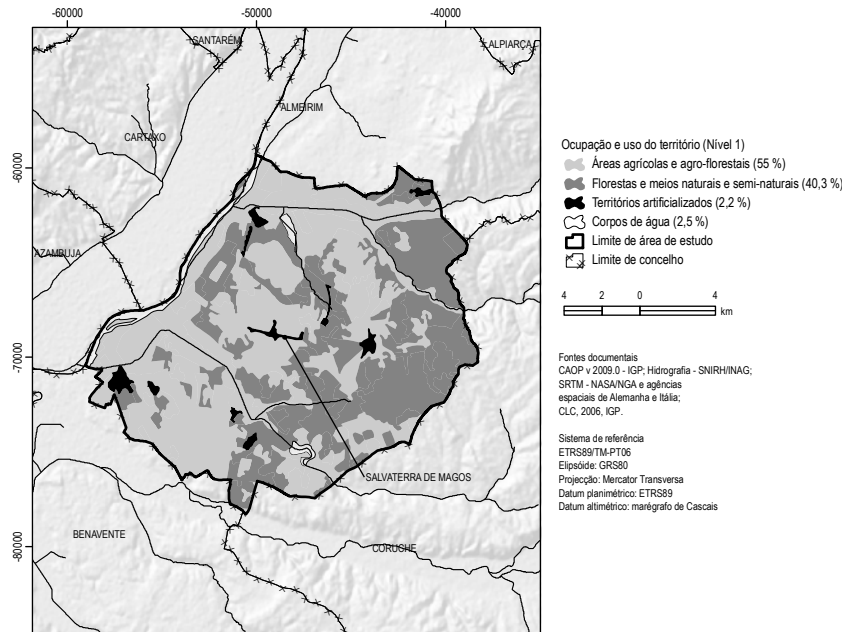 -60000
-50000
-40000
SANTARÉM
ALPIARÇA
ALMEIRIM
CARTAXO
-60000
AZAMBUJA
-70000
SALVATERRA DE MAGOS
BENAVENTE
CORUCHE
-80000
Ocupação e uso do território (Nível 1)
Áreas agrícolas e agro-florestais (55 %)
Florestas e meios naturais e semi-naturais (40,3 %)
Territórios artificializados (2,2 %)
Corpos de água (2,5 %)
Limite de área de estudo
Limite de concelho
4 2 0 4
km
Fontes documentais
CAOP v 2009.0 - IGP; Hidrografia - SNIRH/INAG;
SRTM - NASA/NGA e agências
espaciais de Alemanha e Itália;
CLC, 2006, IGP.
Sistema de referência
ETRS89/TM-PT06
Elipsóide: GRS80
Projecção: Mercator Transversa
Datum planimétrico: ETRS89
Datum altimétrico: marégrafo de Cascais